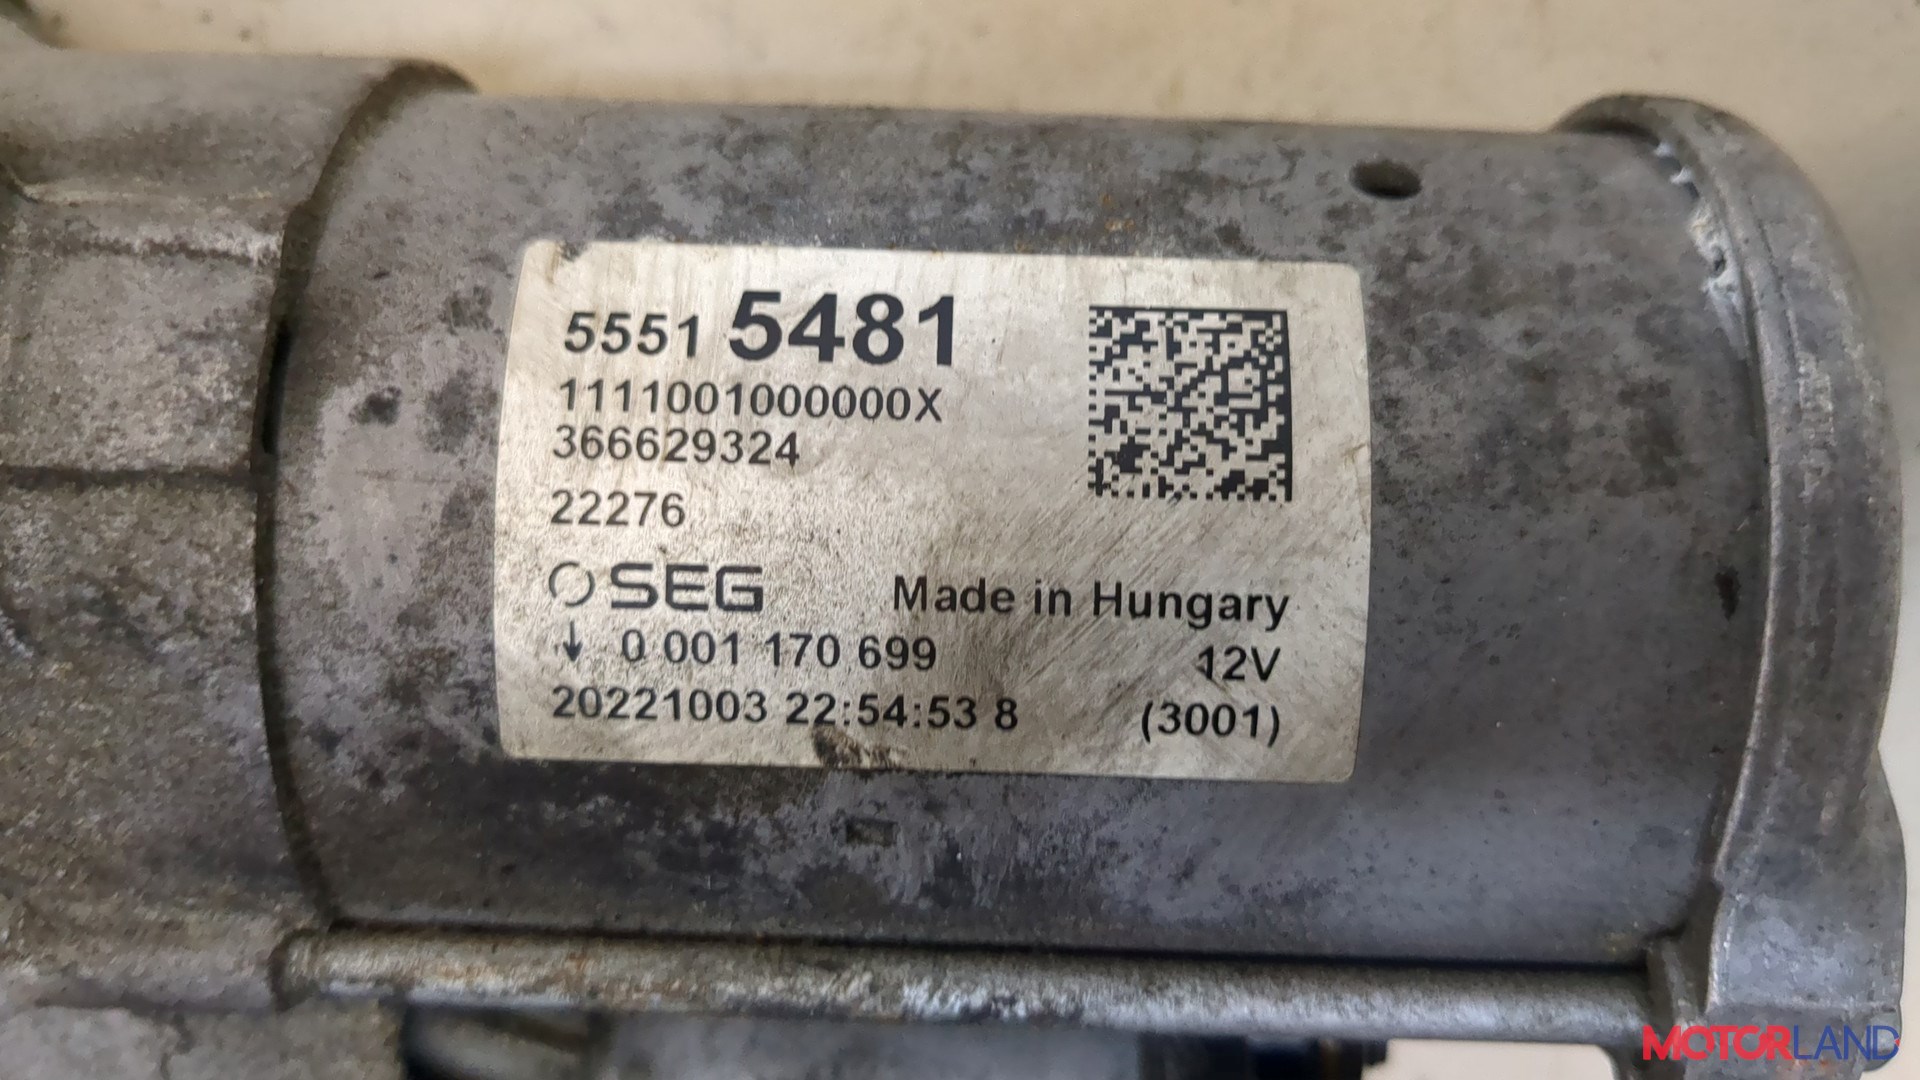 5551 5481
1111001000000X
366629324
22276
SEG Made in Hungary
↓ 0 001 170 699 12V
20221003 22:54:53 8 (3001)
MOTORLAND